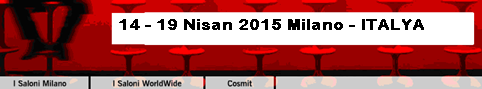 14 - 19 Nisan 2015 Milano - ITALYA
I Saloni Milano
I Saloni WorldWide
Cosmit